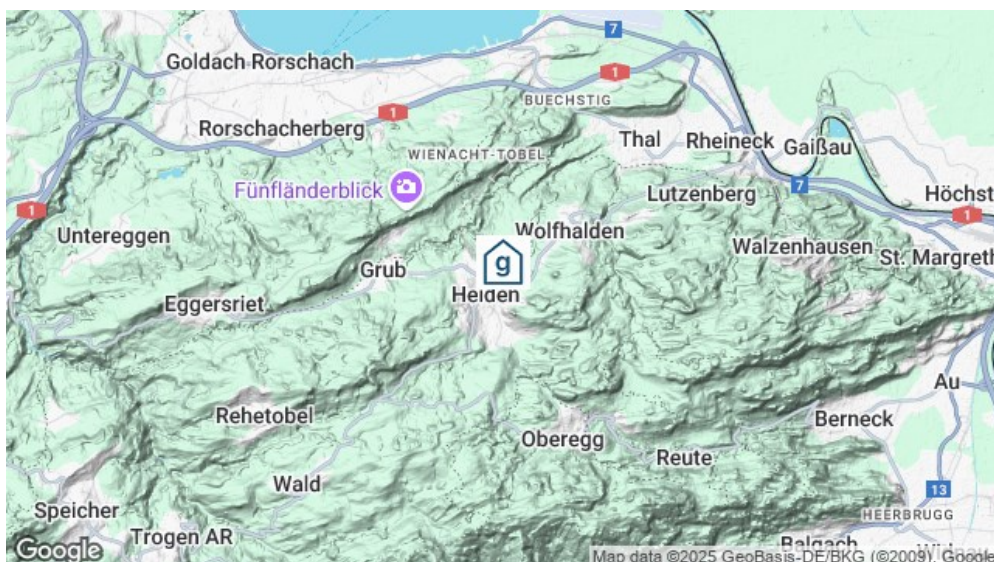 7
Goldach Rorschach
1
BUECHSTIG
1
Rorschacherberg
Thal
Rheineck
Gaißau
WIENACHT-TOBEL
Fünfländerblick
7
Lutzenberg
Höchst
1
1
Untereggen
Wolfhalden
Walzenhausen
St. Margreth
g
Grub
Heiden
Eggersriet
Au
Rehetobel
Berneck
Oberegg
Reute
Wald
13
Speicher
HEERBRUGG
Trogen AR
Balgach
Widnau
Google
Map data ©2025 GeoBasis-DE/BKG (©2009), Google